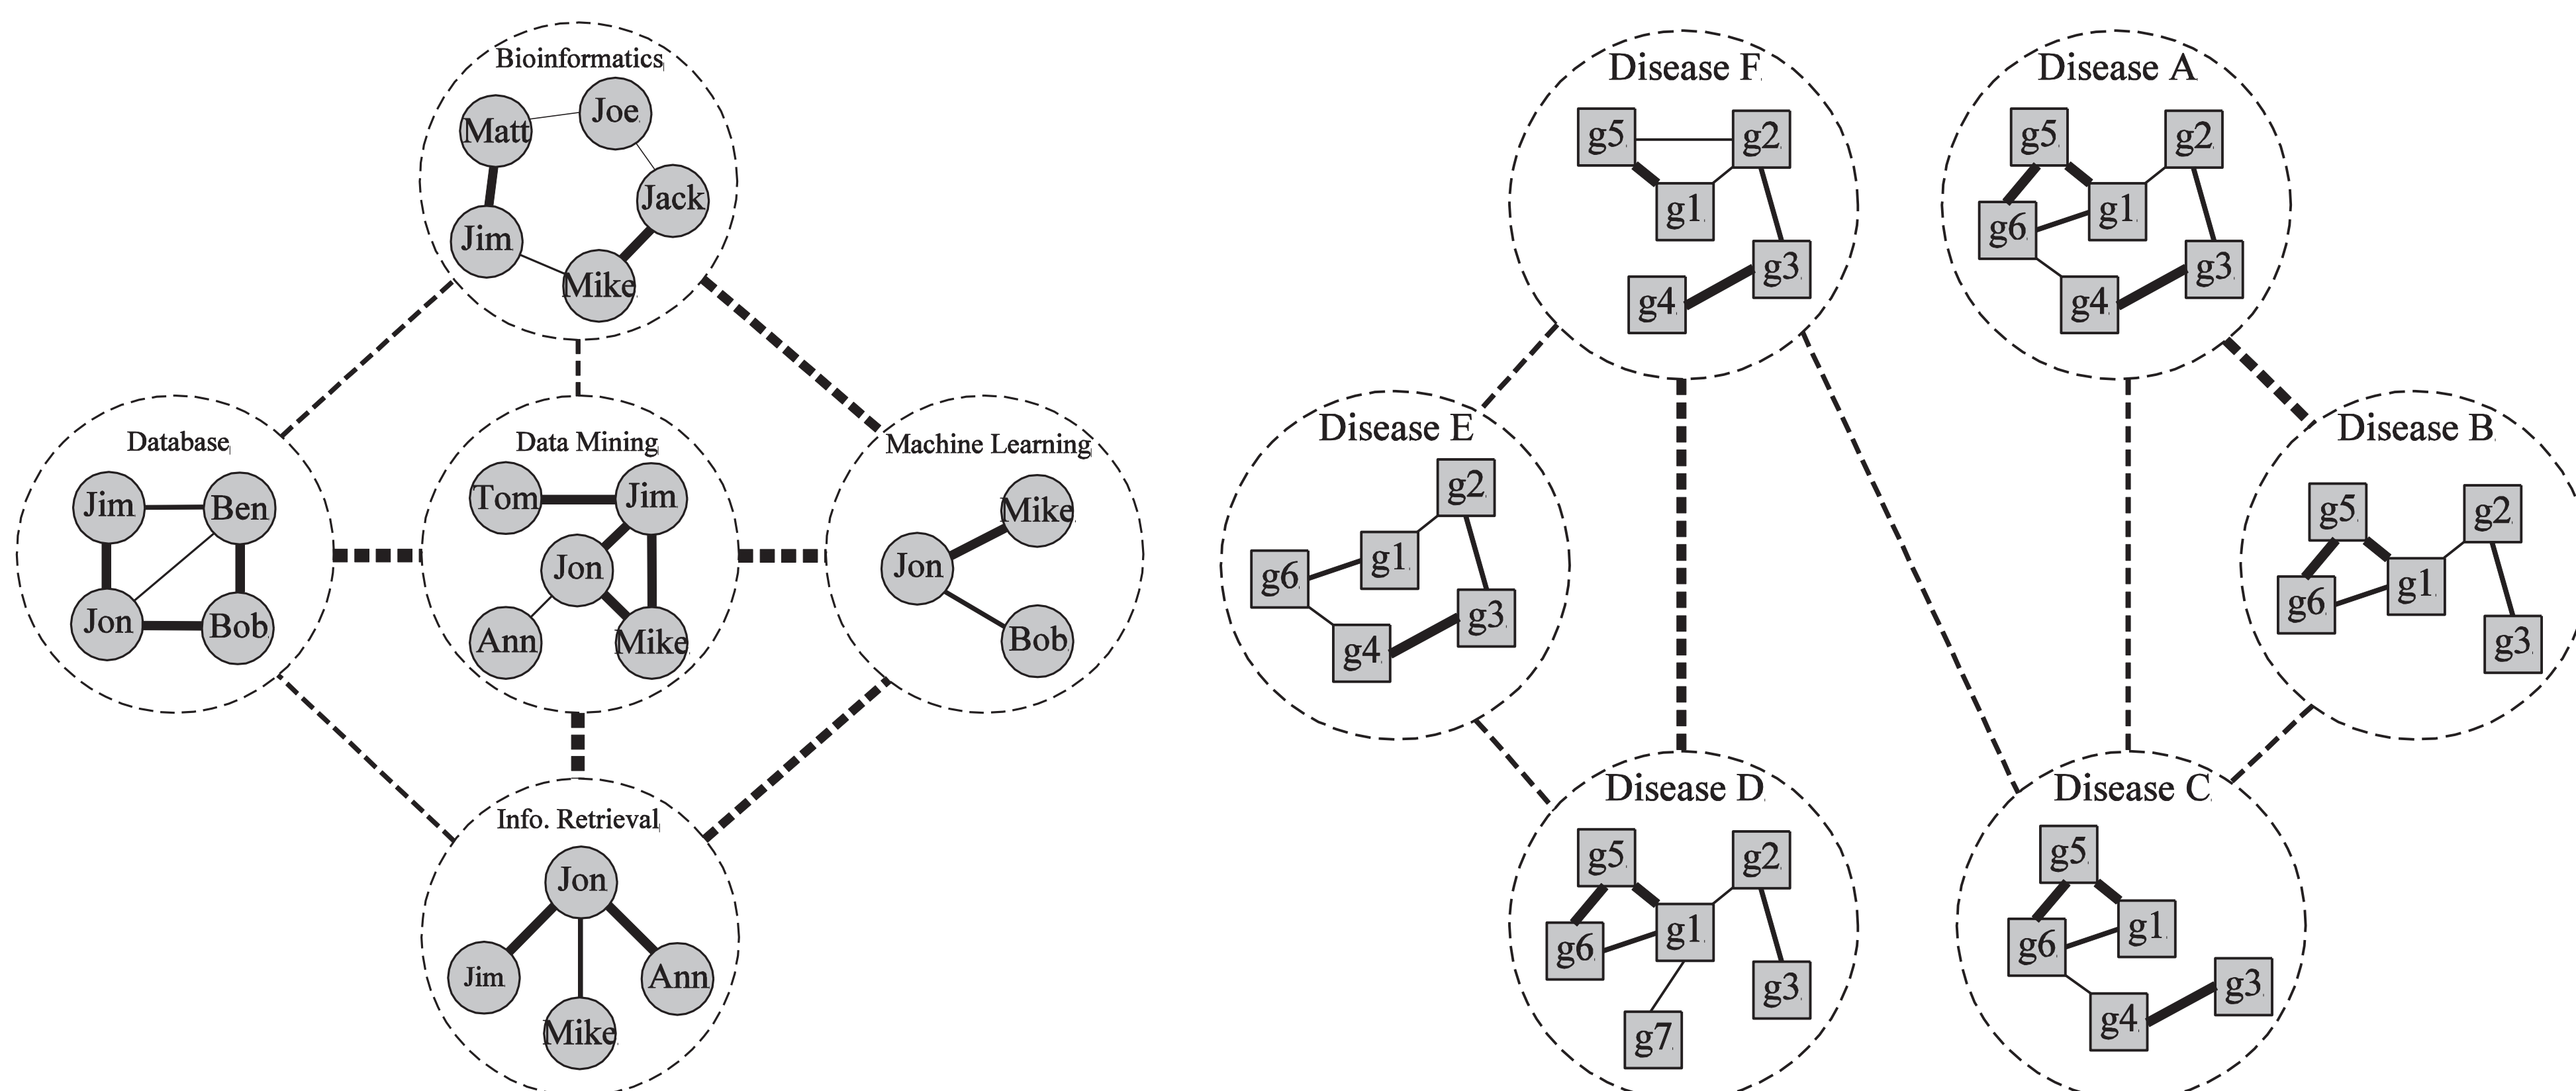 Bioinformatics
Matt
Joe
Jack
Jim
Mike
Database
Jim
Ben
Jon
Bob
Data Mining
Tom
Jim
Jon
Ann
Mike
Machine Learning
Mike
Jon
Bob
Info. Retrieval
Jon
Jim
Ann
Mike
Disease F
g5
g2
g1
g3
g4
Disease A
g5
g2
g1
g6
g3
g4
Disease E
g2
g1
g6
g3
g4
Disease B
g5
g2
g1
g6
g3
Disease D
g5
g2
g1
g6
g3
g7
Disease C
g5
g1
g6
g3
g4